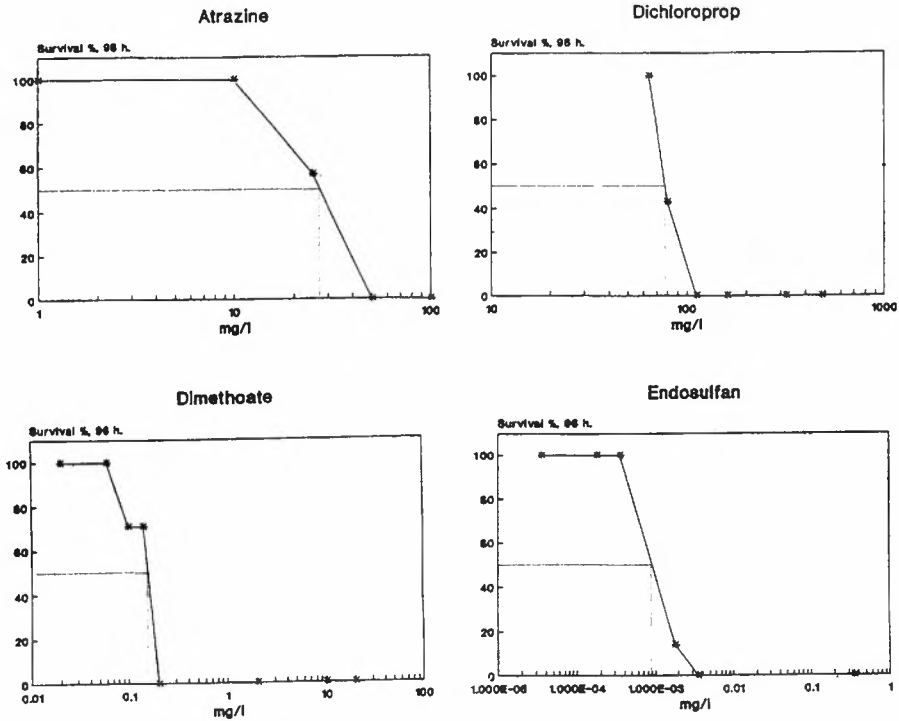 Atrazine
Survival %, 96 h.
100
80
60
40
20
0
1 10 100
mg/l
Dichloroprop
Survival %, 96 h.
100
80
60
40
20
0
10 100 1000
mg/l
Dimethoate
Survival %, 96 h.
100
80
60
40
20
0
0.01 0.1 1 10 100
mg/l
Endosulfan
Survival %, 96 h.
100
80
60
40
20
0
1.000E-05 1.000E-04 1.000E-03 0.01 0.1 1
mg/l